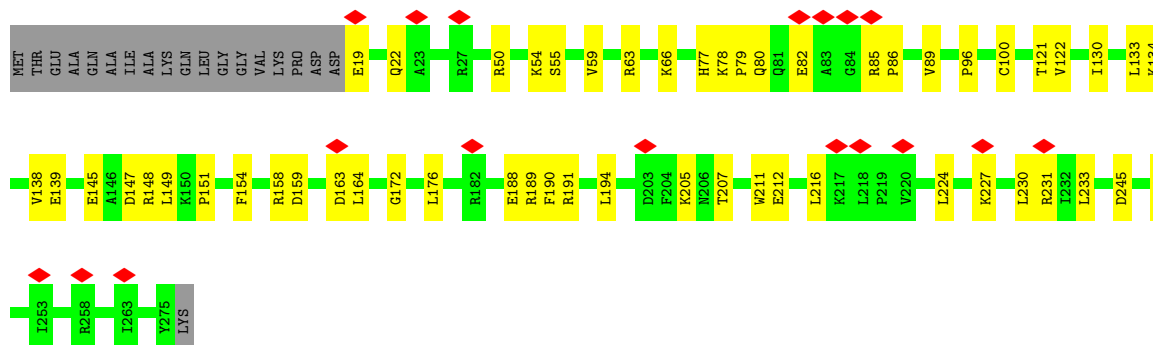 MET THR GLU ALA GLN ALA ILE ALA LYS GLN LEU GLY GLY VAL LYS PRO ASP ASP E19 Q22 A23 R27 R50 K54 S55 V59 R63 K66 H77 K78 P79 Q80 Q81 E82 A83 G84 R85 P86 V89 P96 C100 T121 V122 I130 L133 K134
V138 E139 E145 A146 D147 R148 L149 K150 P151 F154 R158 D159 D163 L164 G172 L176 R182 E188 R189 F190 R191 L194 D203 F204 K205 N206 T207 W211 E212 L216 K217 L218 P219 V220 L224 K227 L230 R231 I232 L233 D245
I253 R258 I263 Y275 LYS